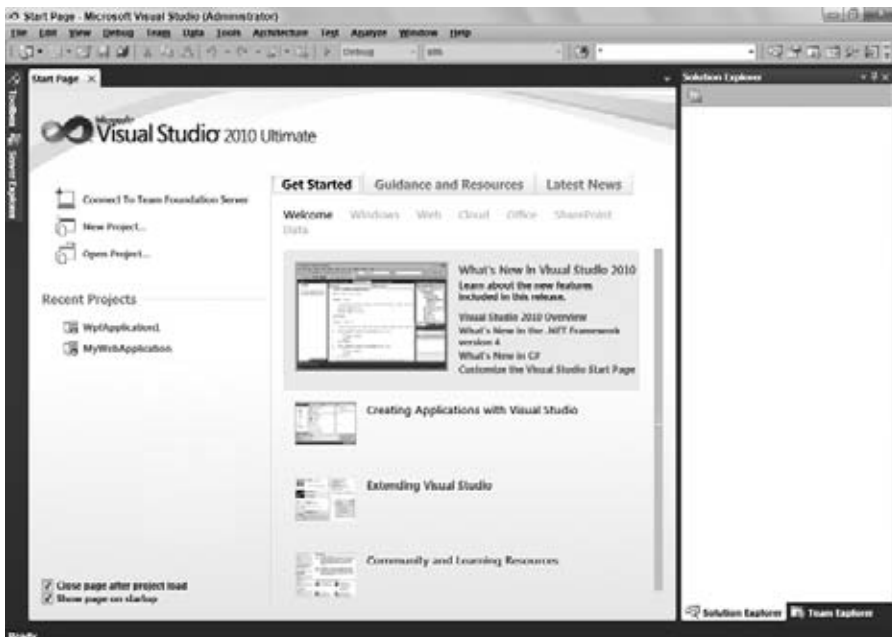 Start Page - Microsoft Visual Studio (Administrator)
File Edit View Debug Team Data Tools Architecture Test Analyze Window Help
Debug x86
Toolbox
Server Explorer
Start Page
Solution Explorer
Microsoft
Visual Studio 2010 Ultimate
Connect To Team Foundation Server
New Project...
Open Project...
Recent Projects
WpfApplication1
MyWebApplication
Close page after project load
Show page on startup
Get Started Guidance and Resources Latest News
Welcome Windows Web Cloud Office SharePoint
Data
What's New in Visual Studio 2010
Learn about the new features
included in this release.
Visual Studio 2010 Overview
What's New in the .NET Framework
version 4
What's New in C#
Customize the Visual Studio Start Page
Creating Applications with Visual Studio
Extending Visual Studio
Community and Learning Resources
Solution Explorer Team Explorer
Ready